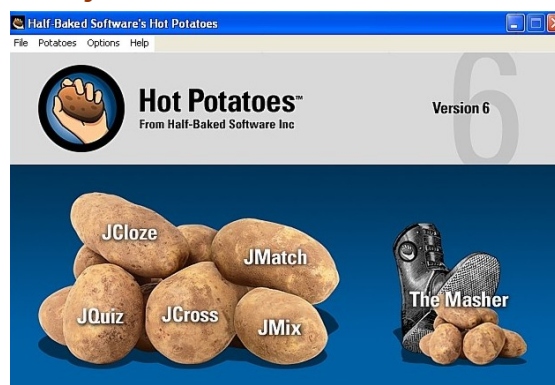 Half-Baked Software's Hot Potatoes
File Potatoes Options Help
Hot Potatoes™
From Half-Baked Software Inc
Version 6
6
JCloze
JMatch
JQuiz
JCross
JMix
The Masher